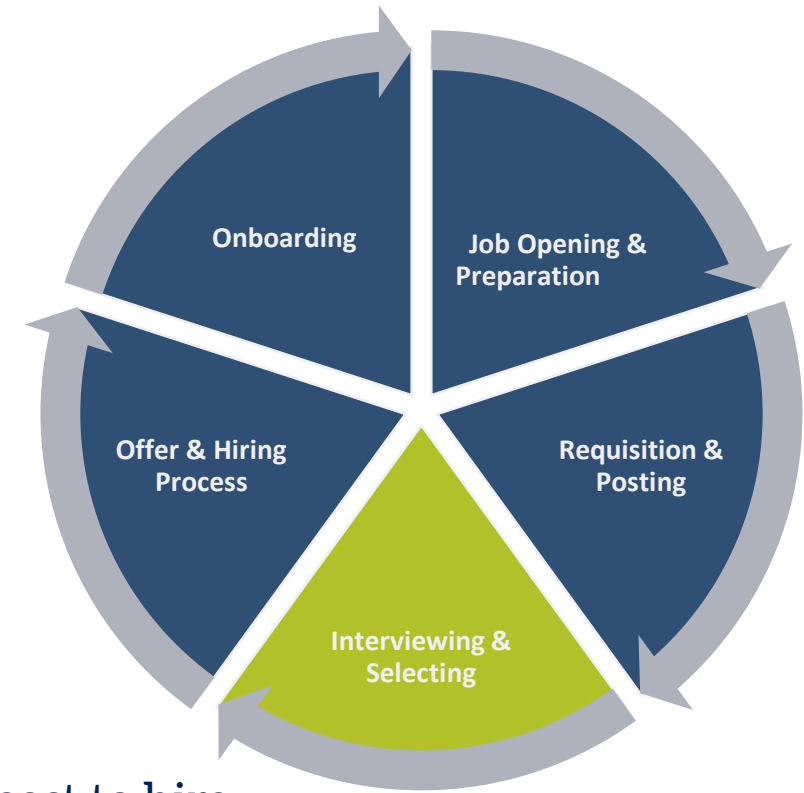 Onboarding
Job Opening &
Preparation
Offer & Hiring
Process
Requisition &
Posting
Interviewing &
Selecting